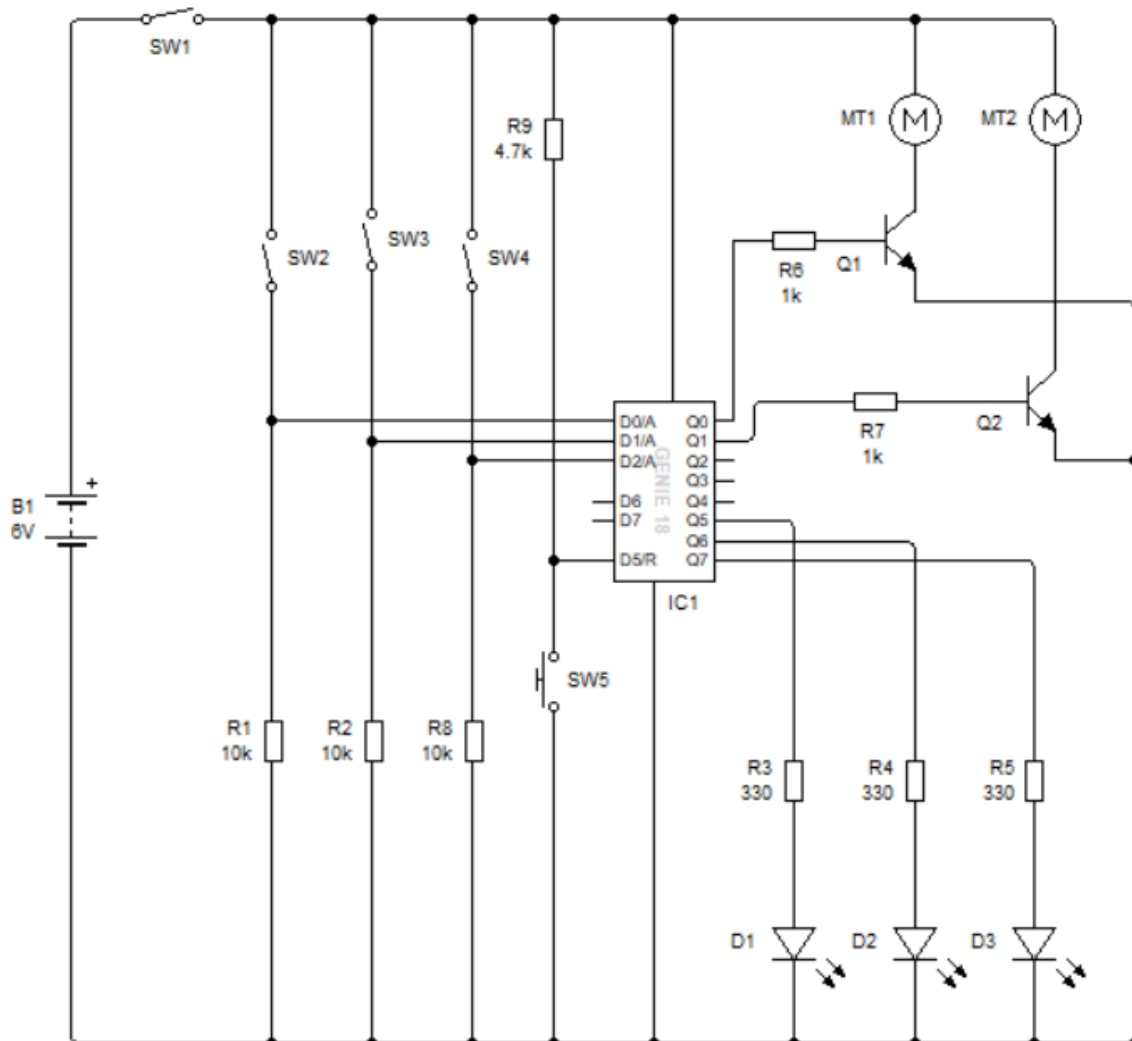 SW1
R9
4.7k
MT1
M
MT2
M
SW2
SW3
SW4
R6
1k
Q1
R7
1k
Q2
B1
+
6V
D0/A
D1/A
D2/A
D6
D7
D5/R
GENIE 18
Q0
Q1
Q2
Q3
Q4
Q5
Q6
Q7
IC1
SW5
R1
10k
R2
10k
R8
10k
R3
330
R4
330
R5
330
D1
D2
D3